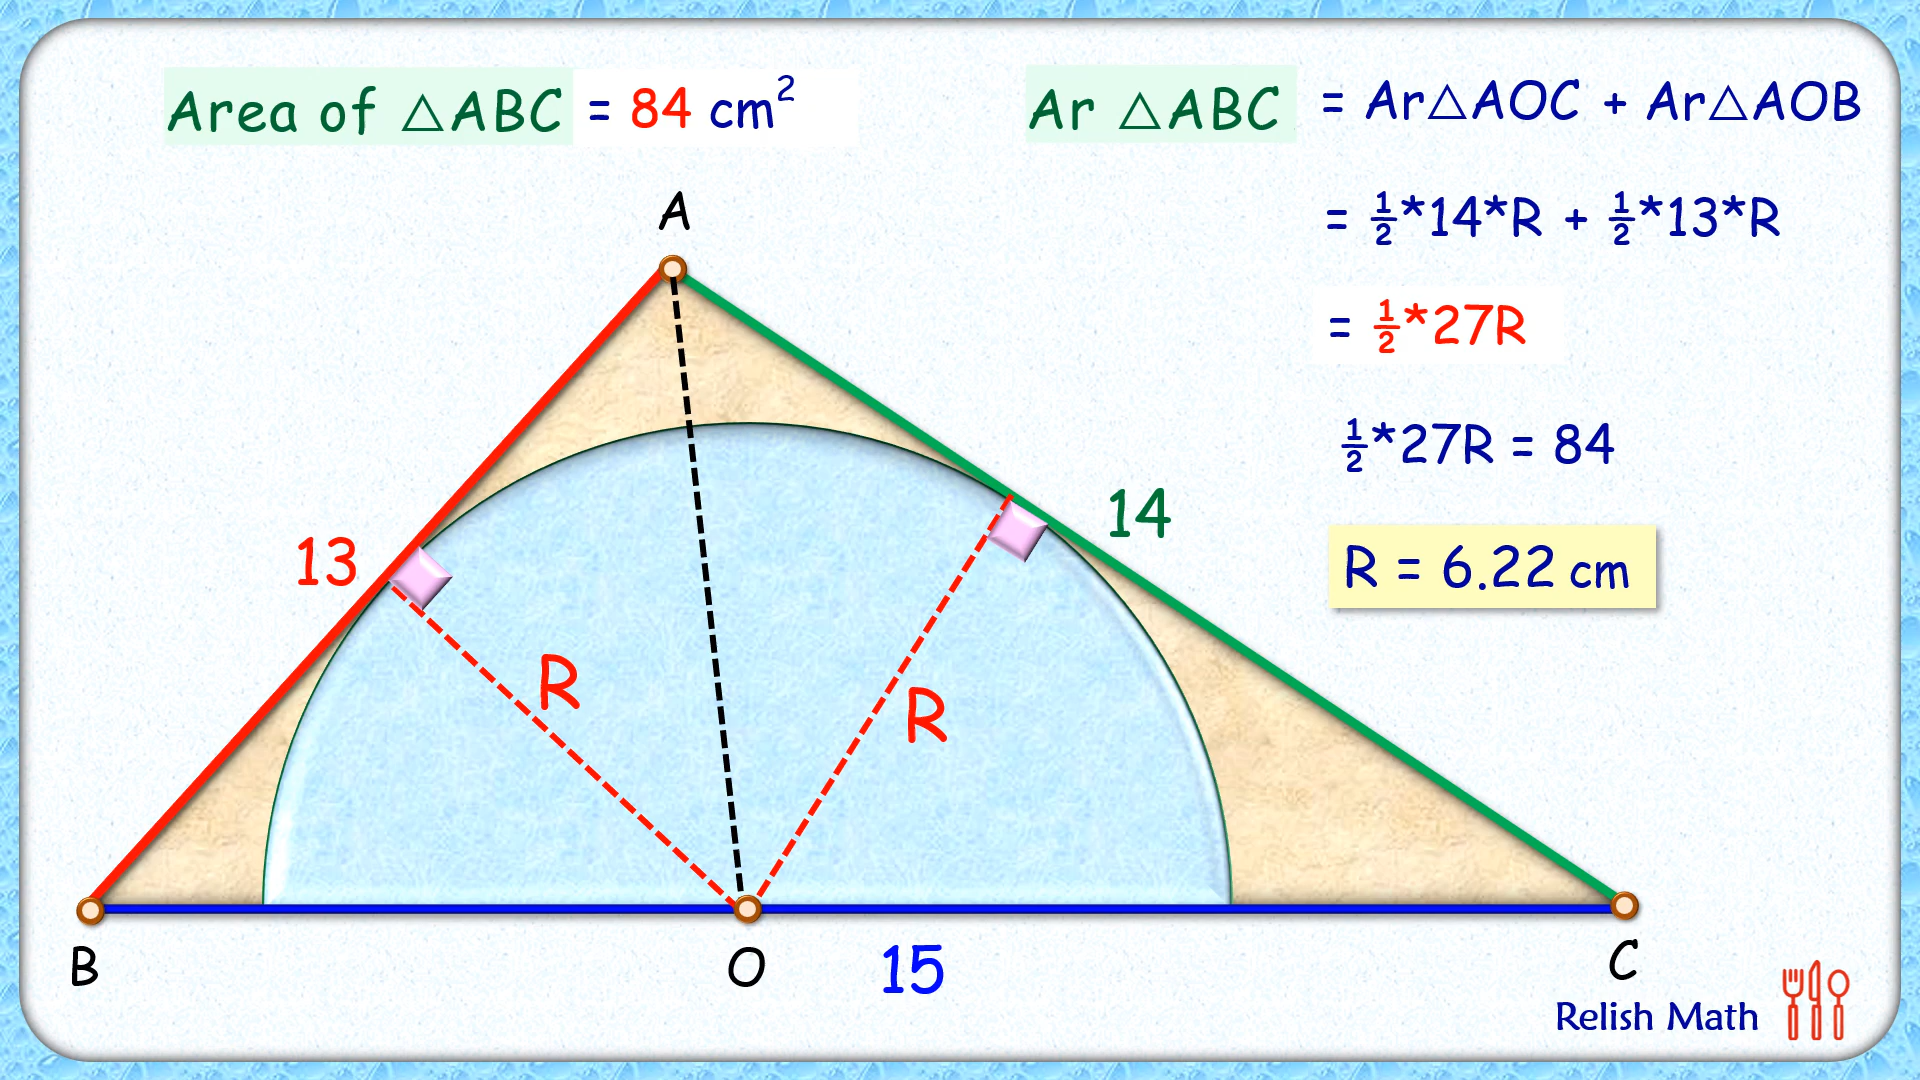 Area of △ABC = 84 cm²
Ar △ABC = Ar△AOC + Ar△AOB
= ½*14*R + ½*13*R
= ½*27R
½*27R = 84
R = 6.22 cm
A
13
14
R
R
B
O
15
C
Relish Math